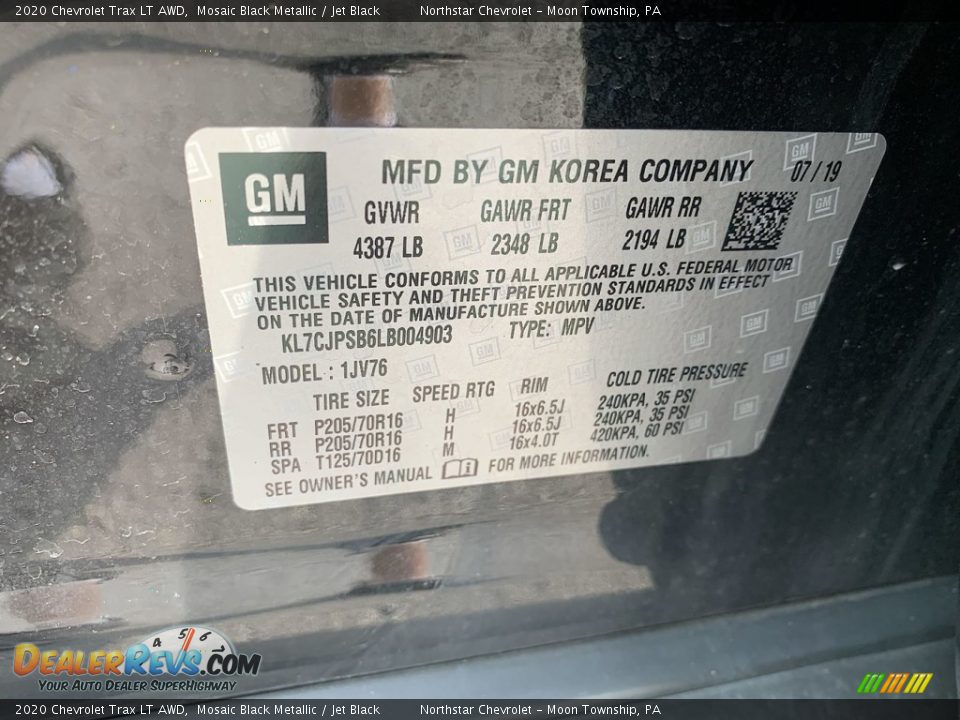 2020 Chevrolet Trax LT AWD, Mosaic Black Metallic / Jet Black Northstar Chevrolet – Moon Township, PA
GM MFD BY GM KOREA COMPANY 07/19
GVWR GAWR FRT GAWR RR
4387 LB 2348 LB 2194 LB
THIS VEHICLE CONFORMS TO ALL APPLICABLE U.S. FEDERAL MOTOR
VEHICLE SAFETY AND THEFT PREVENTION STANDARDS IN EFFECT
ON THE DATE OF MANUFACTURE SHOWN ABOVE.
KL7CJPSB6LB004903 TYPE: MPV
MODEL: 1JV76
TIRE SIZE SPEED RTG RIM COLD TIRE PRESSURE
FRT P205/70R16 H 16x6.5J 240KPA, 35 PSI
RR P205/70R16 H 16x6.5J 240KPA, 35 PSI
SPA T125/70D16 M 16x4.0T 420KPA, 60 PSI
SEE OWNER'S MANUAL FOR MORE INFORMATION.
4 5 6
DEALERREVS.COM
YOUR AUTO DEALER SUPERHIGHWAY
2020 Chevrolet Trax LT AWD, Mosaic Black Metallic / Jet Black Northstar Chevrolet – Moon Township, PA